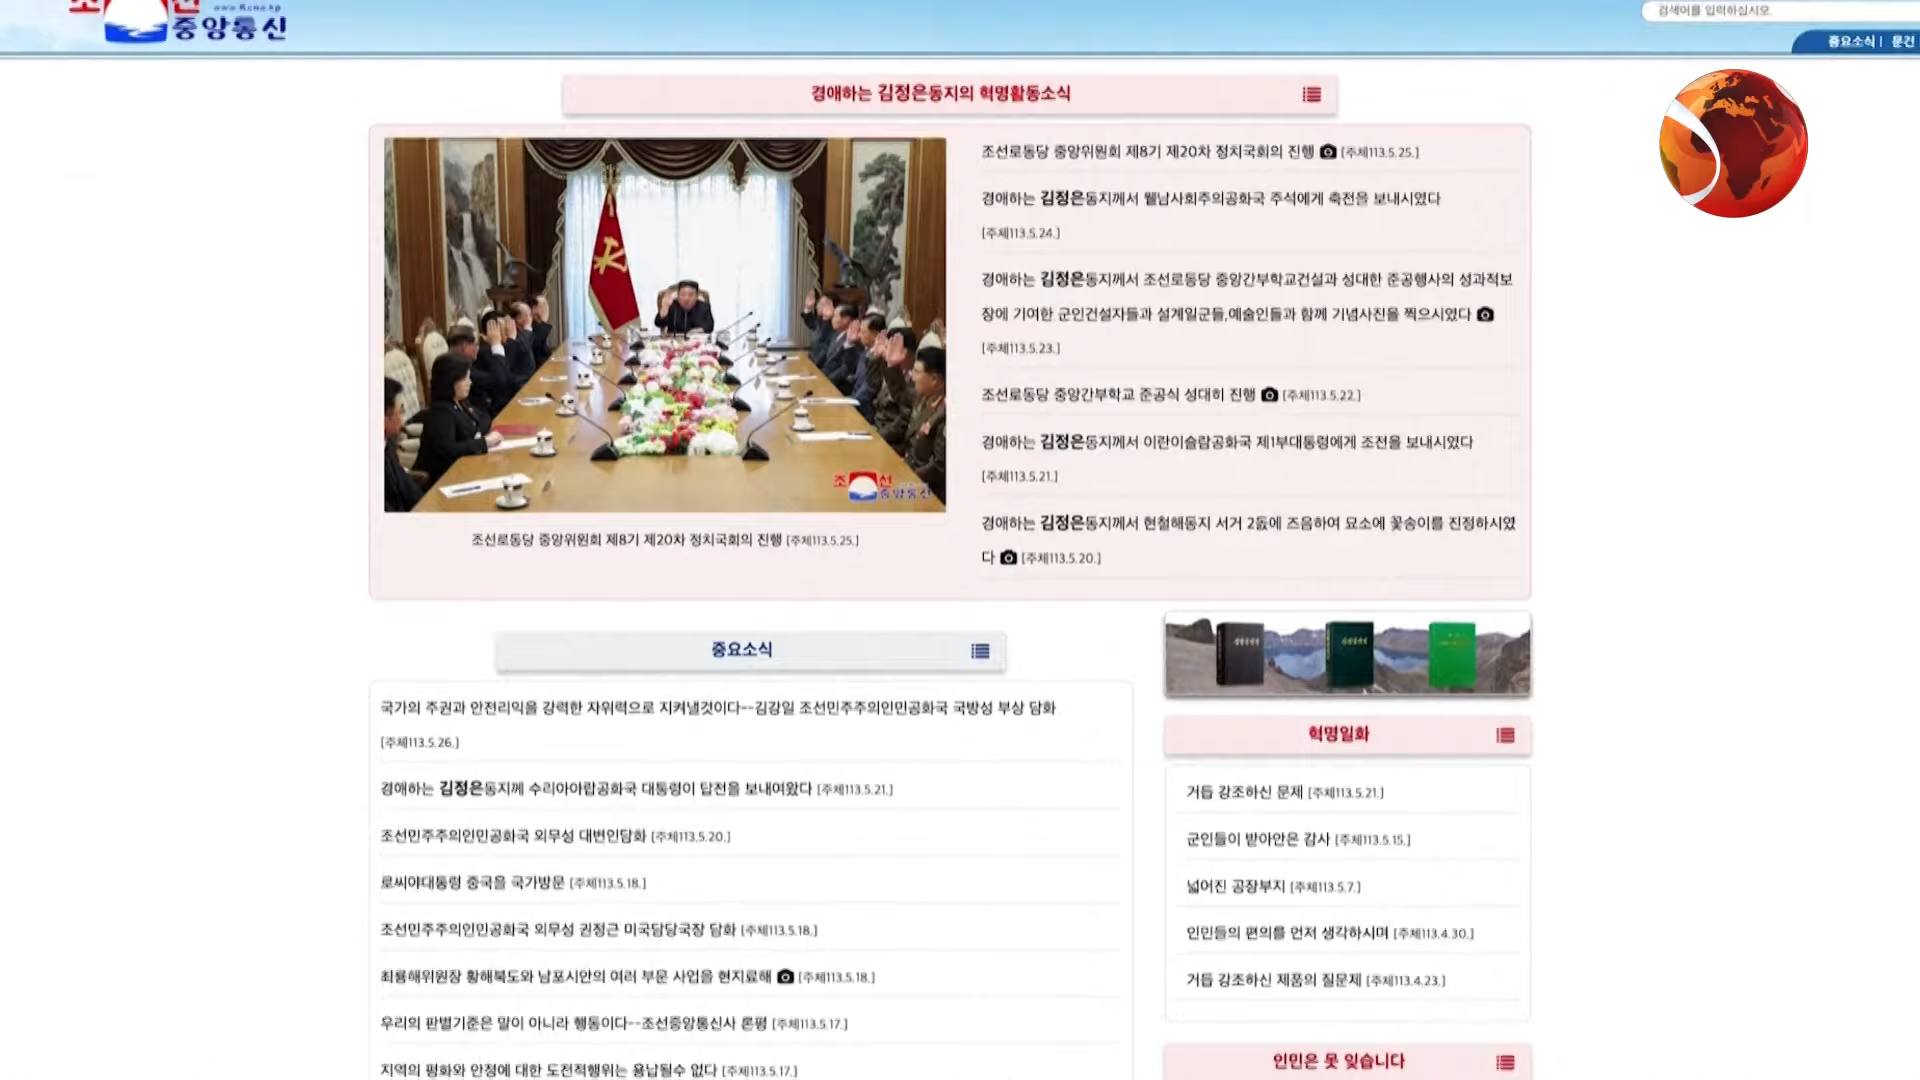 조선
www.kcna.kp
중앙통신
검색어를 입력하십시오.
중요소식 | 문건
경애하는 김정은동지의 혁명활동소식
조선로동당 중앙위원회 제8기 제20차 정치국회의 진행 [주체113.5.25.]
경애하는 김정은동지께서 웰남사회주의공화국 주석에게 축전을 보내시였다
[주체113.5.24.]
경애하는 김정은동지께서 조선로동당 중앙간부학교건설과 성대한 준공행사의 성과적보
장에 기여한 군인건설자들과 설계일군들,예술인들과 함께 기념사진을 찍으시였다
[주체113.5.23.]
조선로동당 중앙간부학교 준공식 성대히 진행 [주체113.5.22.]
경애하는 김정은동지께서 이란이슬람공화국 제1부대통령에게 조전을 보내시였다
[주체113.5.21.]
경애하는 김정은동지께서 현철해동지 서거 2돐에 즈음하여 묘소에 꽃송이를 진정하시였
다 [주체113.5.20.]
조선
중앙통신
조선로동당 중앙위원회 제8기 제20차 정치국회의 진행 [주체113.5.25.]
중요소식
국가의 주권과 안전리익을 강력한 자위력으로 지켜낼것이다--김강일 조선민주주의인민공화국 국방성 부상 담화
[주체113.5.26.]
경애하는 김정은동지께 수리아아랍공화국 대통령이 답전을 보내여왔다 [주체113.5.21.]
조선민주주의인민공화국 외무성 대변인담화 [주체113.5.20.]
로씨야대통령 중국을 국가방문 [주체113.5.18.]
조선민주주의인민공화국 외무성 권정근 미국담당국장 담화 [주체113.5.18.]
최룡해위원장 황해북도와 남포시안의 여러 부문 사업을 현지료해 [주체113.5.18.]
우리의 판별기준은 말이 아니라 행동이다--조선중앙통신사 론평 [주체113.5.17.]
지역의 평화와 안정에 대한 도전적행위는 용납될수 없다 [주체113.5.17.]
혁명일화
거듭 강조하신 문제 [주체113.5.21.]
군인들이 받아안은 감사 [주체113.5.15.]
넓어진 공장부지 [주체113.5.7.]
인민들의 편의를 먼저 생각하시며 [주체113.4.30.]
거듭 강조하신 제품의 질문제 [주체113.4.23.]
인민은 못 잊습니다